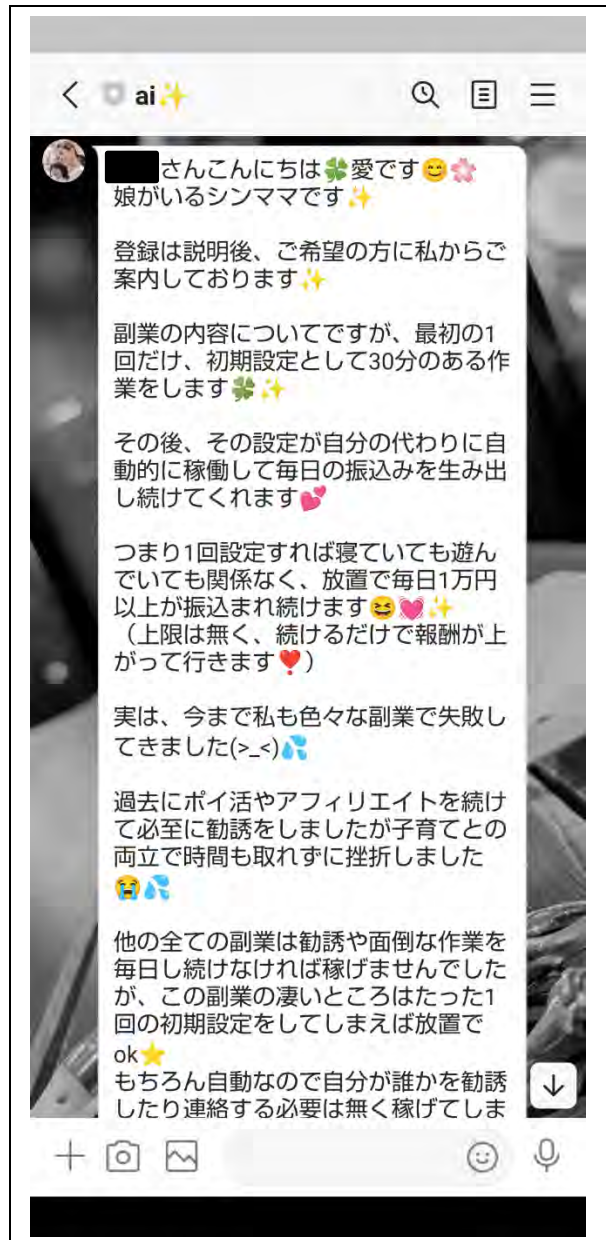 ai✨
さんこんにちは🍀愛です😊🌸
娘がいるシンママです✨
登録は説明後、ご希望の方に私からご
案内しております✨
副業の内容についてですが、最初の1
回だけ、初期設定として30分のある作
業をします🍀✨
その後、その設定が自分の代わりに自
動的に稼働して毎日の振込みを生み出
し続けてくれます💕
つまり1回設定すれば寝ていても遊ん
でいても関係なく、放置で毎日1万円
以上が振込まれ続けます😆💓✨
（上限は無く、続けるだけで報酬が上
がって行きます❣️）
実は、今まで私も色々な副業で失敗し
てきました(>_<)💦
過去にポイ活やアフィリエイトを続け
て必至に勧誘をしましたが子育てとの
両立で時間も取れずに挫折しました
😭💦
他の全ての副業は勧誘や面倒な作業を
毎日し続けなければ稼げませんでした
が、この副業の凄いところはたった1
回の初期設定をしてしまえば放置で
ok⭐
もちろん自動なので自分が誰かを勧誘
したり連絡する必要は無く稼げてしま